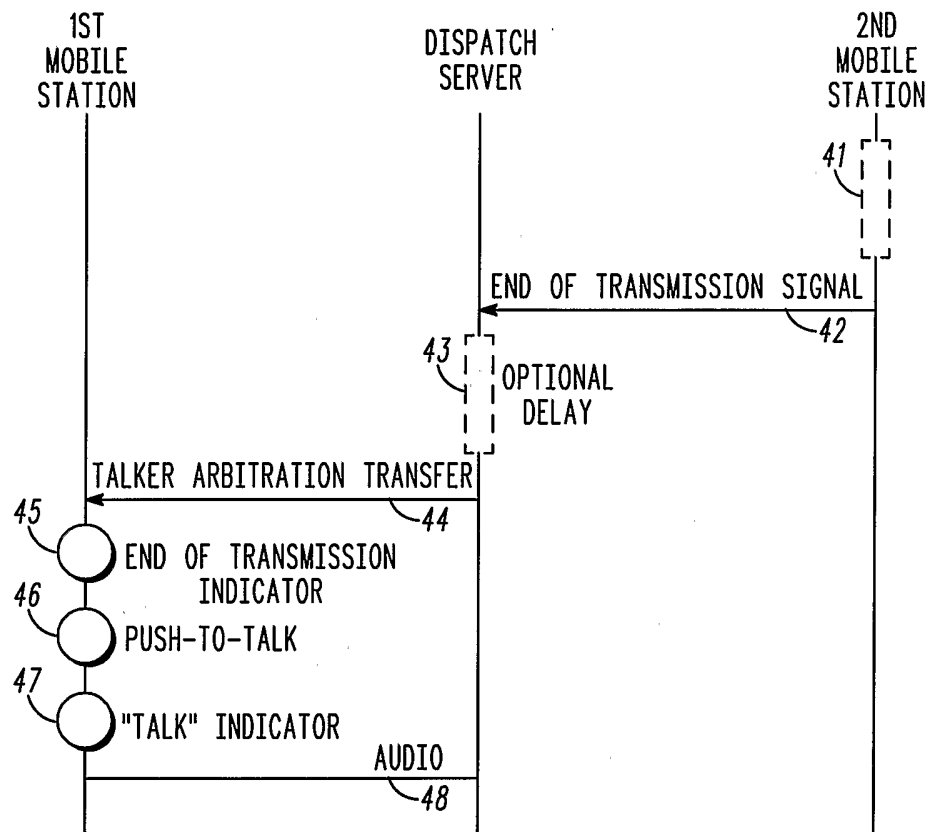 1ST
MOBILE
STATION
DISPATCH
SERVER
2ND
MOBILE
STATION
41
END OF TRANSMISSION SIGNAL
42
43
OPTIONAL
DELAY
TALKER ARBITRATION TRANSFER
44
45
END OF TRANSMISSION
INDICATOR
46
PUSH-TO-TALK
47
"TALK" INDICATOR
AUDIO
48